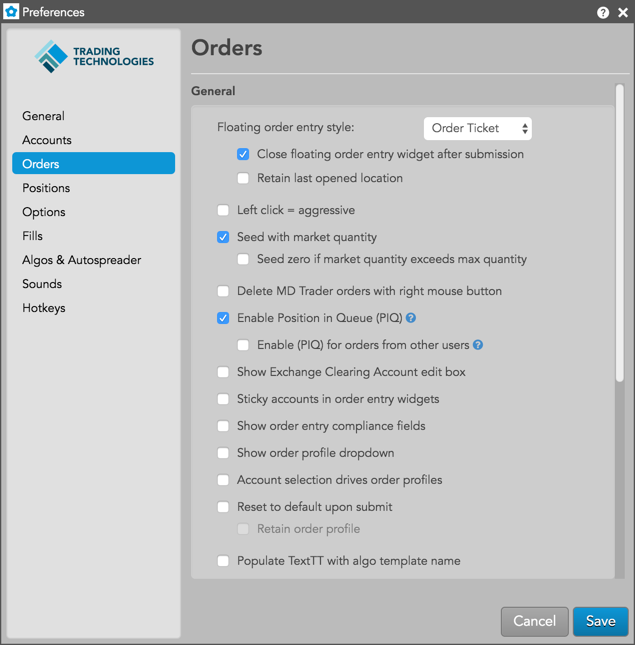 Preferences
TRADING
TECHNOLOGIES
General
Accounts
Orders
Positions
Options
Fills
Algos & Autospreader
Sounds
Hotkeys
Orders
General
Floating order entry style:
Order Ticket
Close floating order entry widget after submission
Retain last opened location
Left click = aggressive
Seed with market quantity
Seed zero if market quantity exceeds max quantity
Delete MD Trader orders with right mouse button
Enable Position in Queue (PIQ) ?
Enable (PIQ) for orders from other users ?
Show Exchange Clearing Account edit box
Sticky accounts in order entry widgets
Show order entry compliance fields
Show order profile dropdown
Account selection drives order profiles
Reset to default upon submit
Retain order profile
Populate TextTT with algo template name
Cancel
Save